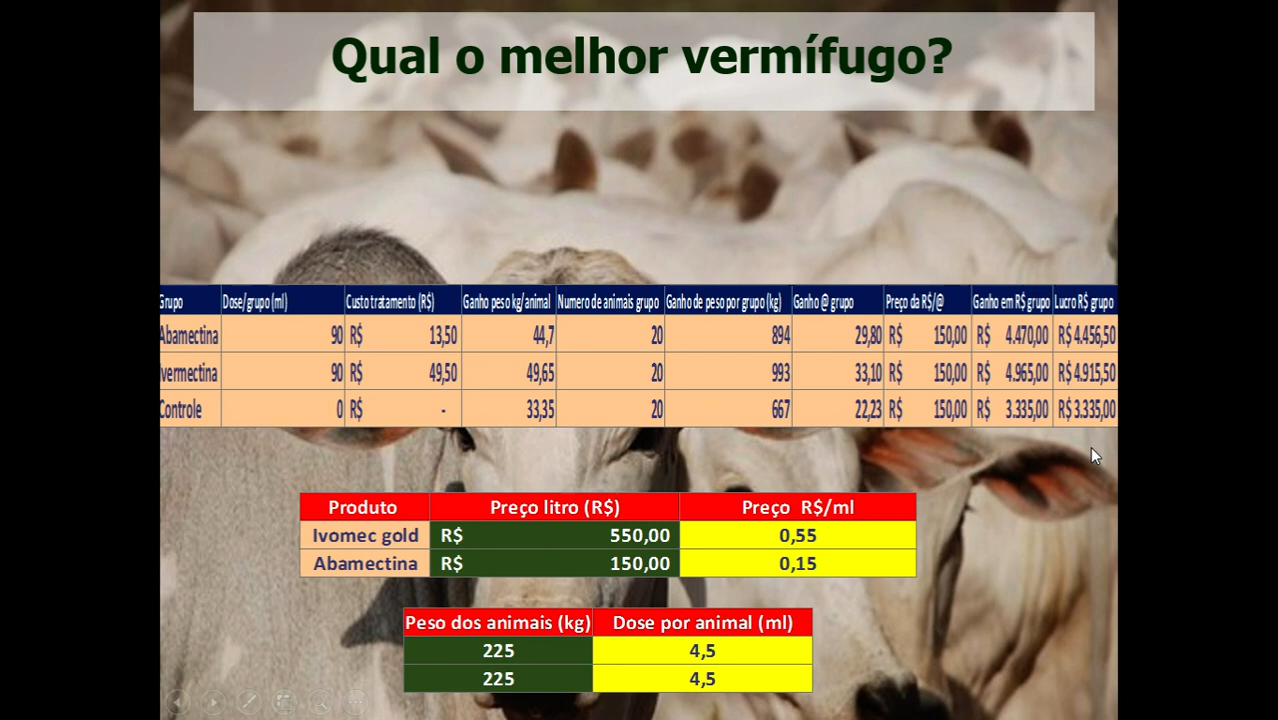 Qual o melhor vermífugo?
Grupo Dose/grupo (ml) Custo tratamento (R$) Ganho peso kg/animal Numero de animais grupo Ganho de peso por grupo (kg) Ganho @ grupo Preço da R$/@ Ganho em R$ grupo Lucro R$ grupo
Abamectina 90 R$ 13,50 44,7 20 894 29,80 R$ 150,00 R$ 4.470,00 R$ 4.456,50
Ivermectina 90 R$ 49,50 49,65 20 993 33,10 R$ 150,00 R$ 4.965,00 R$ 4.915,50
Controle 0 R$ - 33,35 20 667 22,23 R$ 150,00 R$ 3.335,00 R$ 3.335,00
Produto Preço litro (R$) Preço R$/ml
Ivomec gold R$ 550,00 0,55
Abamectina R$ 150,00 0,15
Peso dos animais (kg) Dose por animal (ml)
225 4,5
225 4,5